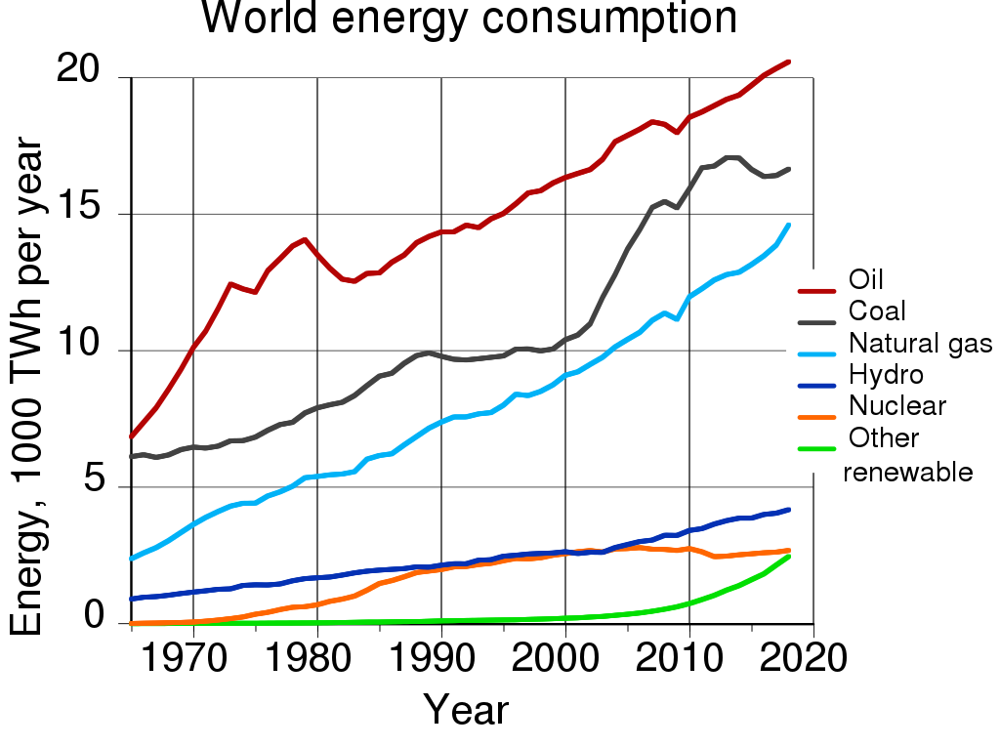 World energy consumption
20
15
10
5
0
Energy, 1000 TWh per year
1970 1980 1990 2000 2010 2020
Year
Oil
Coal
Natural gas
Hydro
Nuclear
Other
renewable